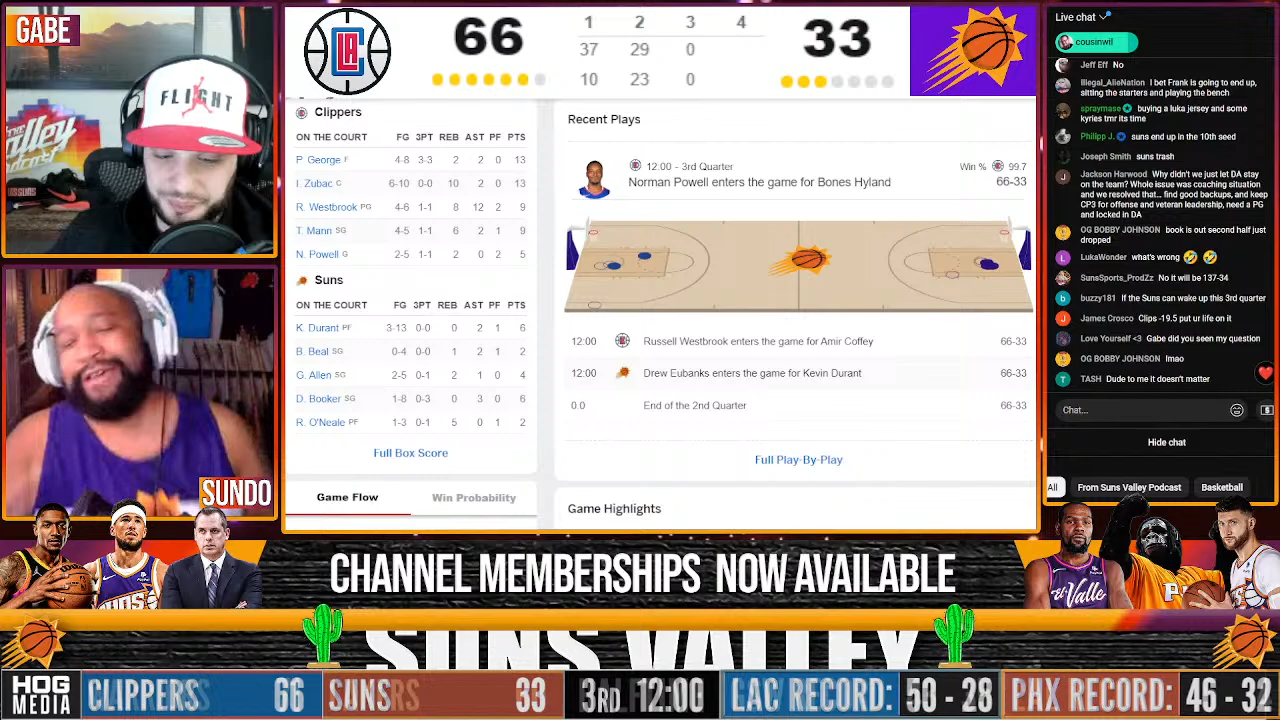 GABE
FLIGHT
SUNDO
LA
66
1 2 3 4
37 29 0
10 23 0
33
Clippers
ON THE COURT FG 3PT REB AST PF PTS
P. George F 4-8 3-3 2 2 0 13
I. Zubac C 6-10 0-0 10 2 0 13
R. Westbrook PG 4-6 1-1 8 12 2 9
T. Mann SG 4-5 1-1 6 2 1 9
N. Powell G 2-5 1-1 2 0 2 5
Suns
ON THE COURT FG 3PT REB AST PF PTS
K. Durant PF 3-13 0-0 0 2 1 6
B. Beal SG 0-4 0-0 1 2 1 2
G. Allen SG 2-5 0-1 2 1 0 4
D. Booker SG 1-8 0-3 0 3 0 6
R. O'Neale PF 1-3 0-1 5 0 1 2
Full Box Score
Game Flow Win Probability
Recent Plays
12:00 - 3rd Quarter Win % 99.7
Norman Powell enters the game for Bones Hyland 66-33
12:00 Russell Westbrook enters the game for Amir Coffey 66-33
12:00 Drew Eubanks enters the game for Kevin Durant 66-33
0.0 End of the 2nd Quarter 66-33
Full Play-By-Play
Game Highlights
Live chat
cousinwil
Jeff Eff No
Illegal_AlieNation I bet Frank is going to end up,
sitting the starters and playing the bench
spraymase buying a luka jersey and some
kyries tmr its time
Philipp J. suns end up in the 10th seed
Joseph Smith suns trash
Jackson Harwood Why didn't we just let DA stay
on the team? Whole issue was coaching situation
and we resolved that... find good backups, and keep
CP3 for offense and veteran leadership, need a PG
and locked in DA
OG BOBBY JOHNSON book is out second half just
dropped
LukaWonder what's wrong 🤣 🤣
SunsSports_ProdZz No it will be 137-34
buzzy181 If the Suns can wake up this 3rd quarter
James Crosco Clips -19.5 put ur life on it
Love Yourself <3 Gabe did you seen my question
OG BOBBY JOHNSON lmao
TASH Dude to me it doesn't matter
Chat...
Hide chat
All From Suns Valley Podcast Basketball
CHANNEL MEMBERSHIPS NOW AVAILABLE
SUNS VALLEY
HOG
MEDIA
CLIPPERS 66 SUNS 33 3RD 12:00 LAC RECORD: 50 - 28 PHX RECORD: 46 - 32